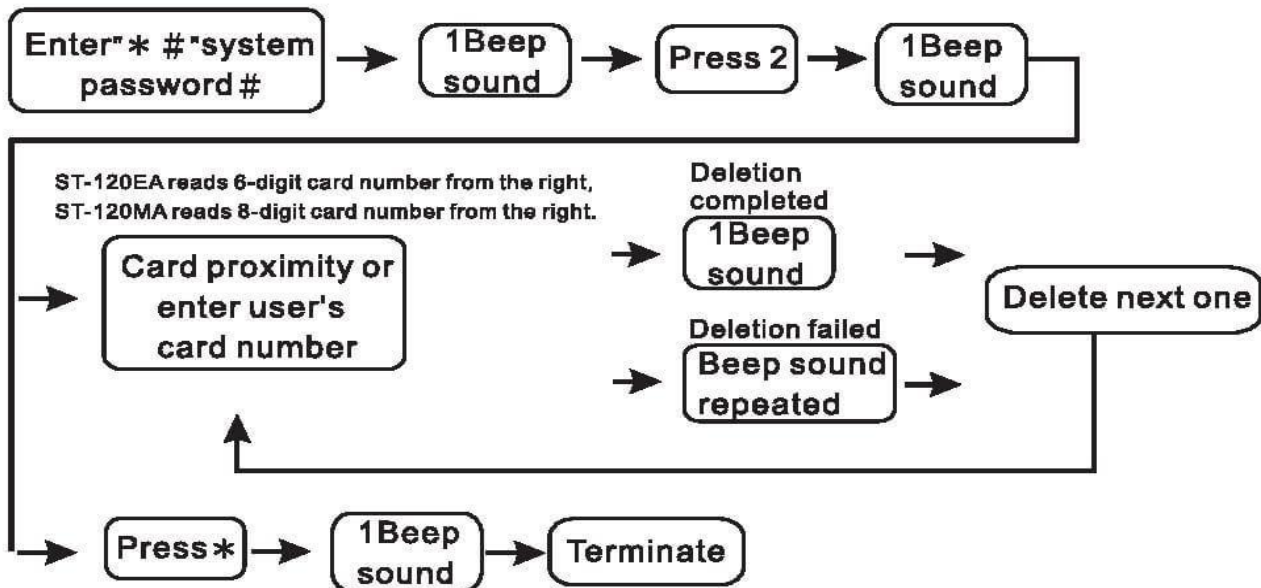 Enter"* #"system
password#
1Beep
sound
Press 2
1Beep
sound
ST-120EA reads 6-digit card number from the right,
ST-120MA reads 8-digit card number from the right.
Card proximity or
enter user's
card number
Deletion
completed
1Beep
sound
Deletion failed
Beep sound
repeated
Delete next one
Press*
1Beep
sound
Terminate